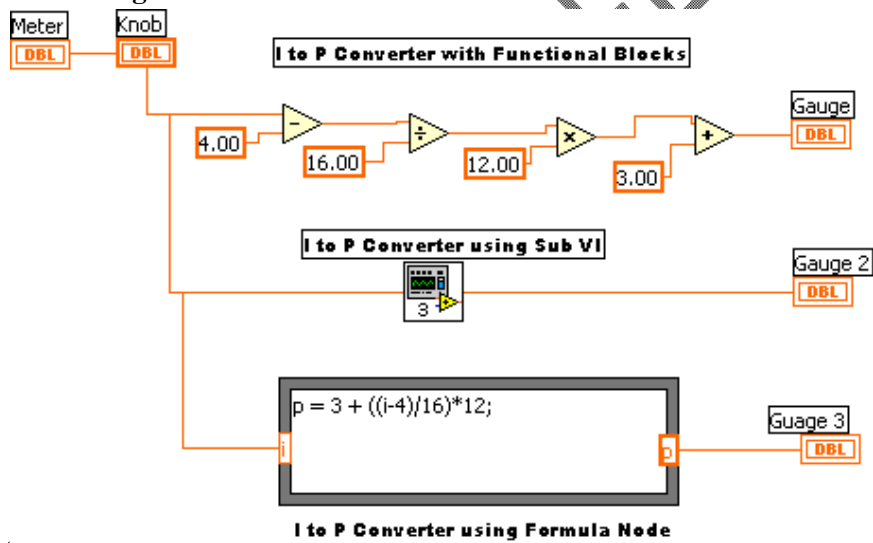 Meter
Knob
DBL
DBL
I to P Converter with Functional Blocks
Gauge
DBL
-
÷
×
+
4.00
16.00
12.00
3.00
I to P Converter using Sub VI
3
Gauge 2
DBL
p = 3 + ((i-4)/16)*12;
i
p
Guage 3
DBL
I to P Converter using Formula Node